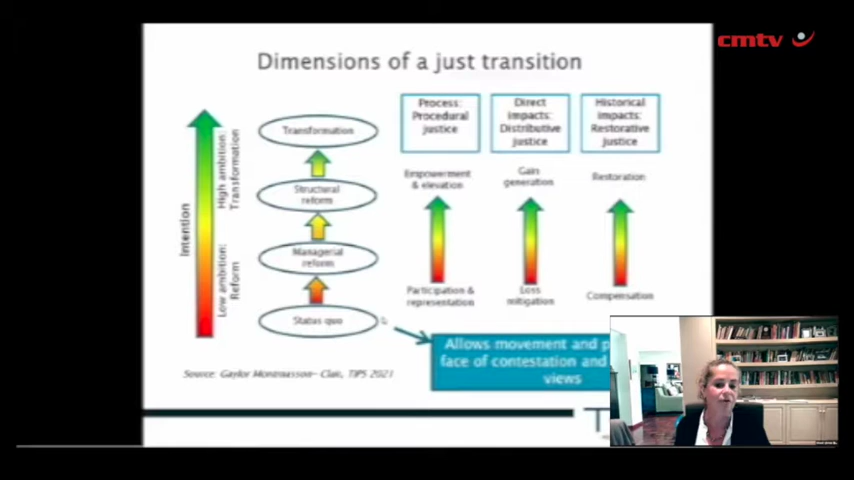 cmtv
Dimensions of a just transition
Intention
Low ambition:
Reform
High ambition:
Transformation
Transformation
Structural
reform
Managerial
reform
Status quo
Process:
Procedural
justice
Empowerment
& elevation
Participation &
representation
Direct
impacts:
Distributive
justice
Gain
generation
Loss
mitigation
Historical
impacts:
Restorative
justice
Restoration
Compensation
Allows movement and p
face of contestation and
views
Source: Gaylor Montmasson-Clair, TIPS 2021
T